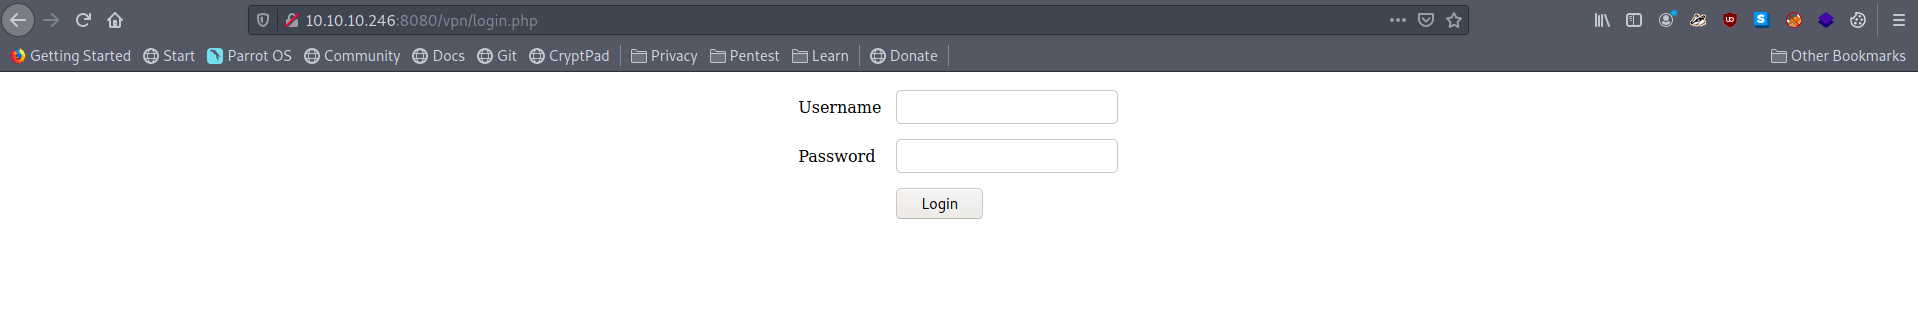 10.10.10.246:8080/vpn/login.php
Getting Started Start Parrot OS Community Docs Git CryptPad Privacy Pentest Learn Donate Other Bookmarks
Username
Password
Login